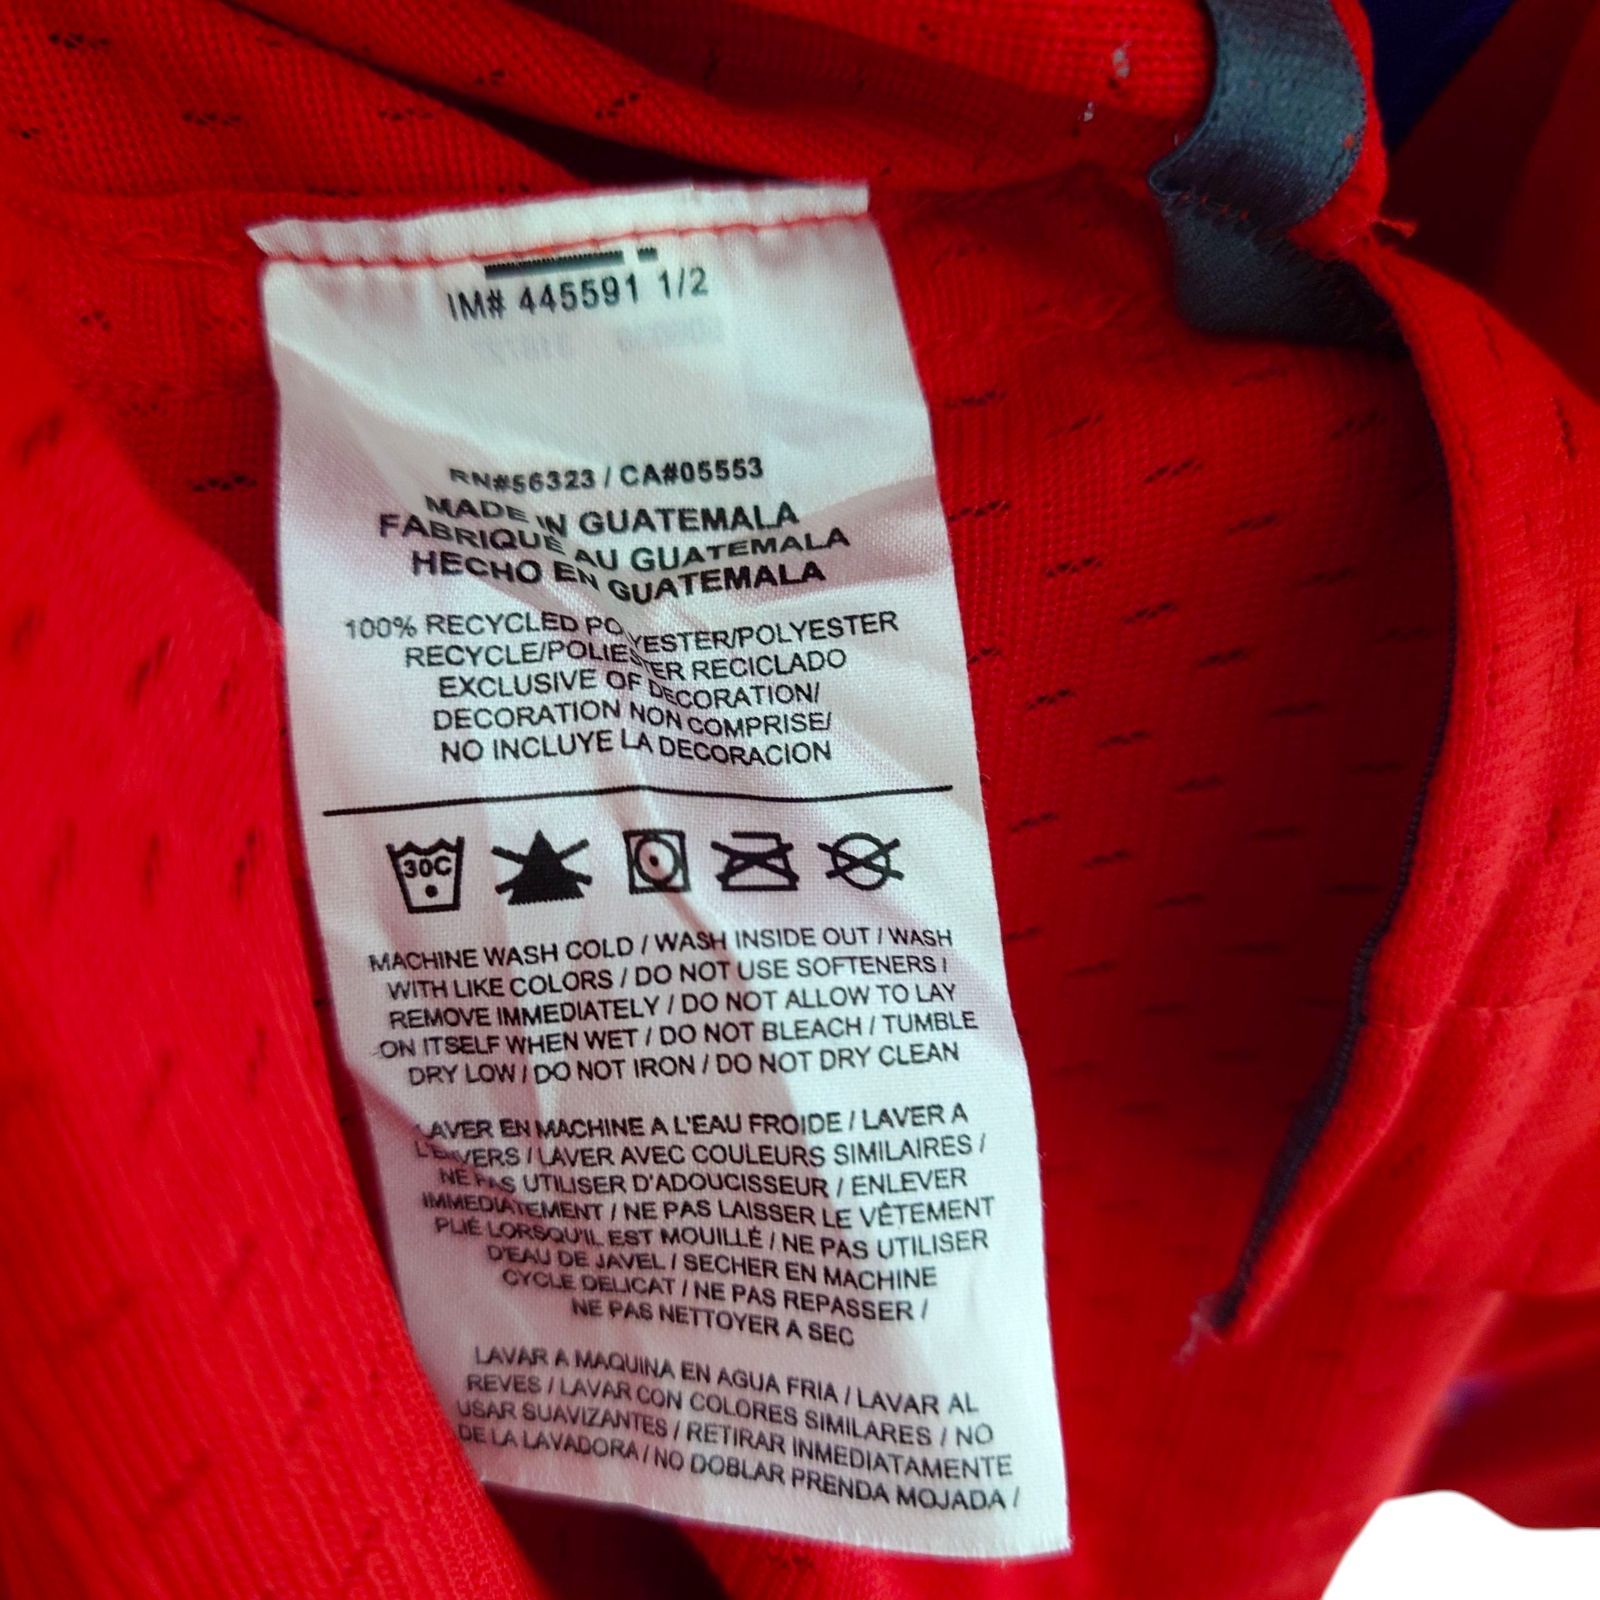 IM# 445591 1/2
RN#56323 / CA#05553
MADE IN GUATEMALA
FABRIQUE AU GUATEMALA
HECHO EN GUATEMALA
100% RECYCLED POLYESTER/POLYESTER
RECYCLE/POLIESTER RECICLADO
EXCLUSIVE OF DECORATION/
DECORATION NON COMPRISE/
NO INCLUYE LA DECORACION
30C
MACHINE WASH COLD / WASH INSIDE OUT / WASH
WITH LIKE COLORS / DO NOT USE SOFTENERS /
REMOVE IMMEDIATELY / DO NOT ALLOW TO LAY
ON ITSELF WHEN WET / DO NOT BLEACH / TUMBLE
DRY LOW / DO NOT IRON / DO NOT DRY CLEAN
LAVER EN MACHINE A L'EAU FROIDE / LAVER A
L'ENVERS / LAVER AVEC COULEURS SIMILAIRES /
NE PAS UTILISER D'ADOUCISSEUR / ENLEVER
IMMEDIATEMENT / NE PAS LAISSER LE VÊTEMENT
PLIÉ LORSQU'IL EST MOUILLÉ / NE PAS UTILISER
D'EAU DE JAVEL / SECHER EN MACHINE
CYCLE DELICAT / NE PAS REPASSER /
NE PAS NETTOYER A SEC
LAVAR A MAQUINA EN AGUA FRIA / LAVAR AL
REVES / LAVAR CON COLORES SIMILARES / NO
USAR SUAVIZANTES / RETIRAR INMEDIATAMENTE
DE LA LAVADORA / NO DOBLAR PRENDA MOJADA /